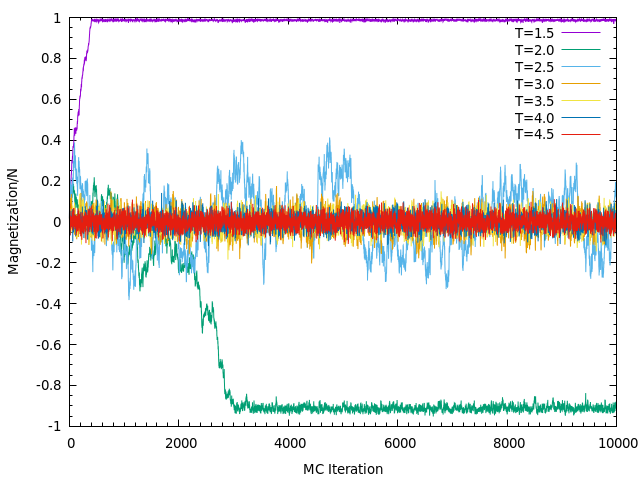 1
0.8
0.6
0.4
0.2
0
-0.2
-0.4
-0.6
-0.8
-1
Magnetization/N
T=1.5
T=2.0
T=2.5
T=3.0
T=3.5
T=4.0
T=4.5
0 2000 4000 6000 8000 10000
MC Iteration